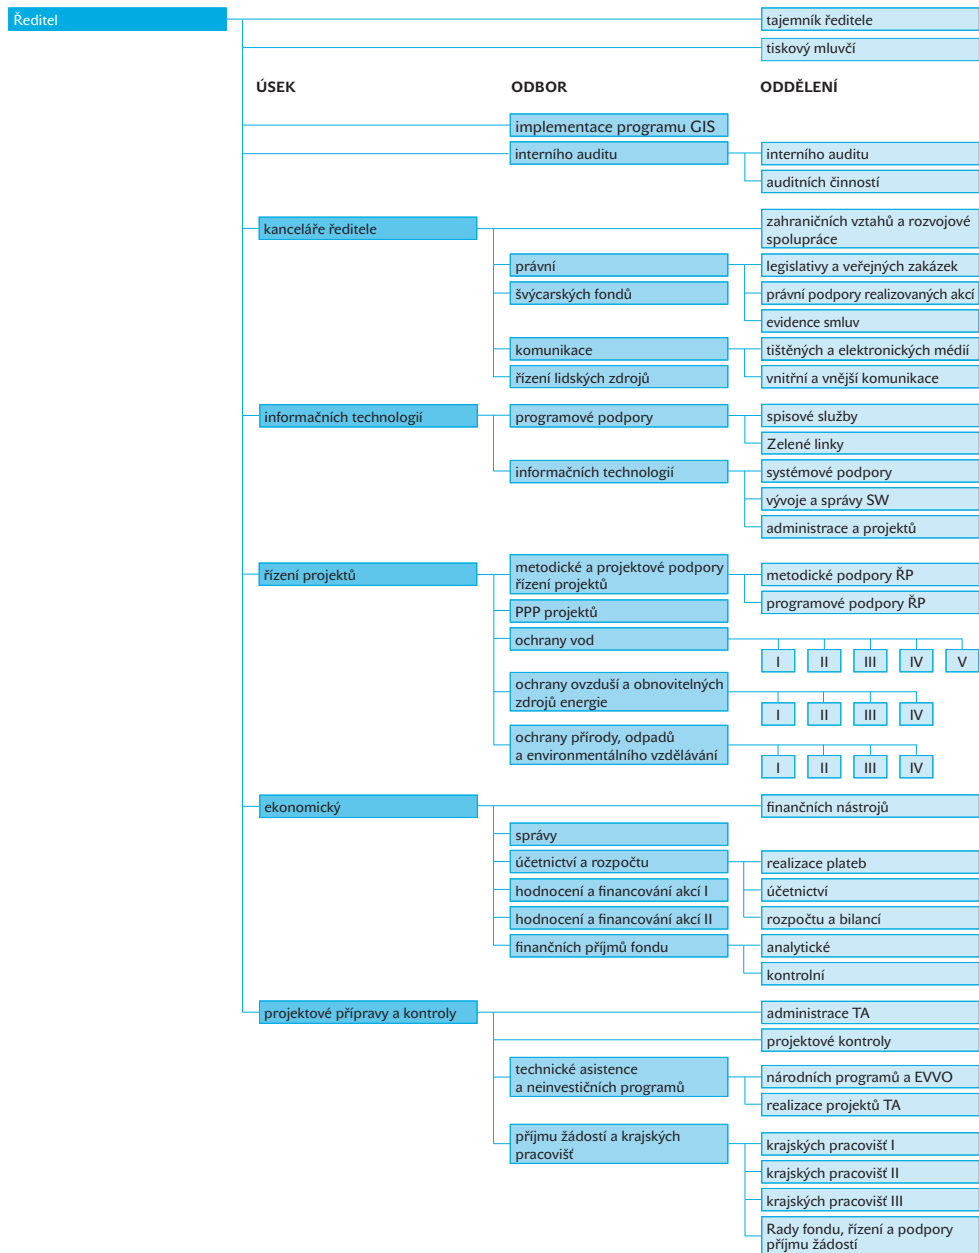 Ředitel
tajemník ředitele
tiskový mluvčí
ÚSEK
ODBOR
ODDĚLENÍ
implementace programu GIS
interního auditu
interního auditu
auditních činností
kanceláře ředitele
zahraničních vztahů a rozvojové
spolupráce
právní
legislativy a veřejných zakázek
švýcarských fondů
právní podpory realizovaných akcí
evidence smluv
komunikace
tištěných a elektronických médií
řízení lidských zdrojů
vnitřní a vnější komunikace
informačních technologií
programové podpory
spisové služby
Zelené linky
informačních technologií
systémové podpory
vývoje a správy SW
administrace a projektů
řízení projektů
metodické a projektové podpory
řízení projektů
metodické podpory ŘP
programové podpory ŘP
PPP projektů
ochrany vod
I
II
III
IV
V
ochrany ovzduší a obnovitelných
zdrojů energie
I
II
III
IV
ochrany přírody, odpadů
a environmentálního vzdělávání
I
II
III
IV
ekonomický
finančních nástrojů
správy
účetnictví a rozpočtu
realizace plateb
hodnocení a financování akcí I
účetnictví
hodnocení a financování akcí II
rozpočtu a bilancí
finančních příjmů fondu
analytické
kontrolní
projektové přípravy a kontroly
administrace TA
projektové kontroly
technické asistence
a neinvestičních programů
národních programů a EVVO
realizace projektů TA
příjmu žádostí a krajských
pracovišť
krajských pracovišť I
krajských pracovišť II
krajských pracovišť III
Rady fondu, řízení a podpory
příjmu žádostí